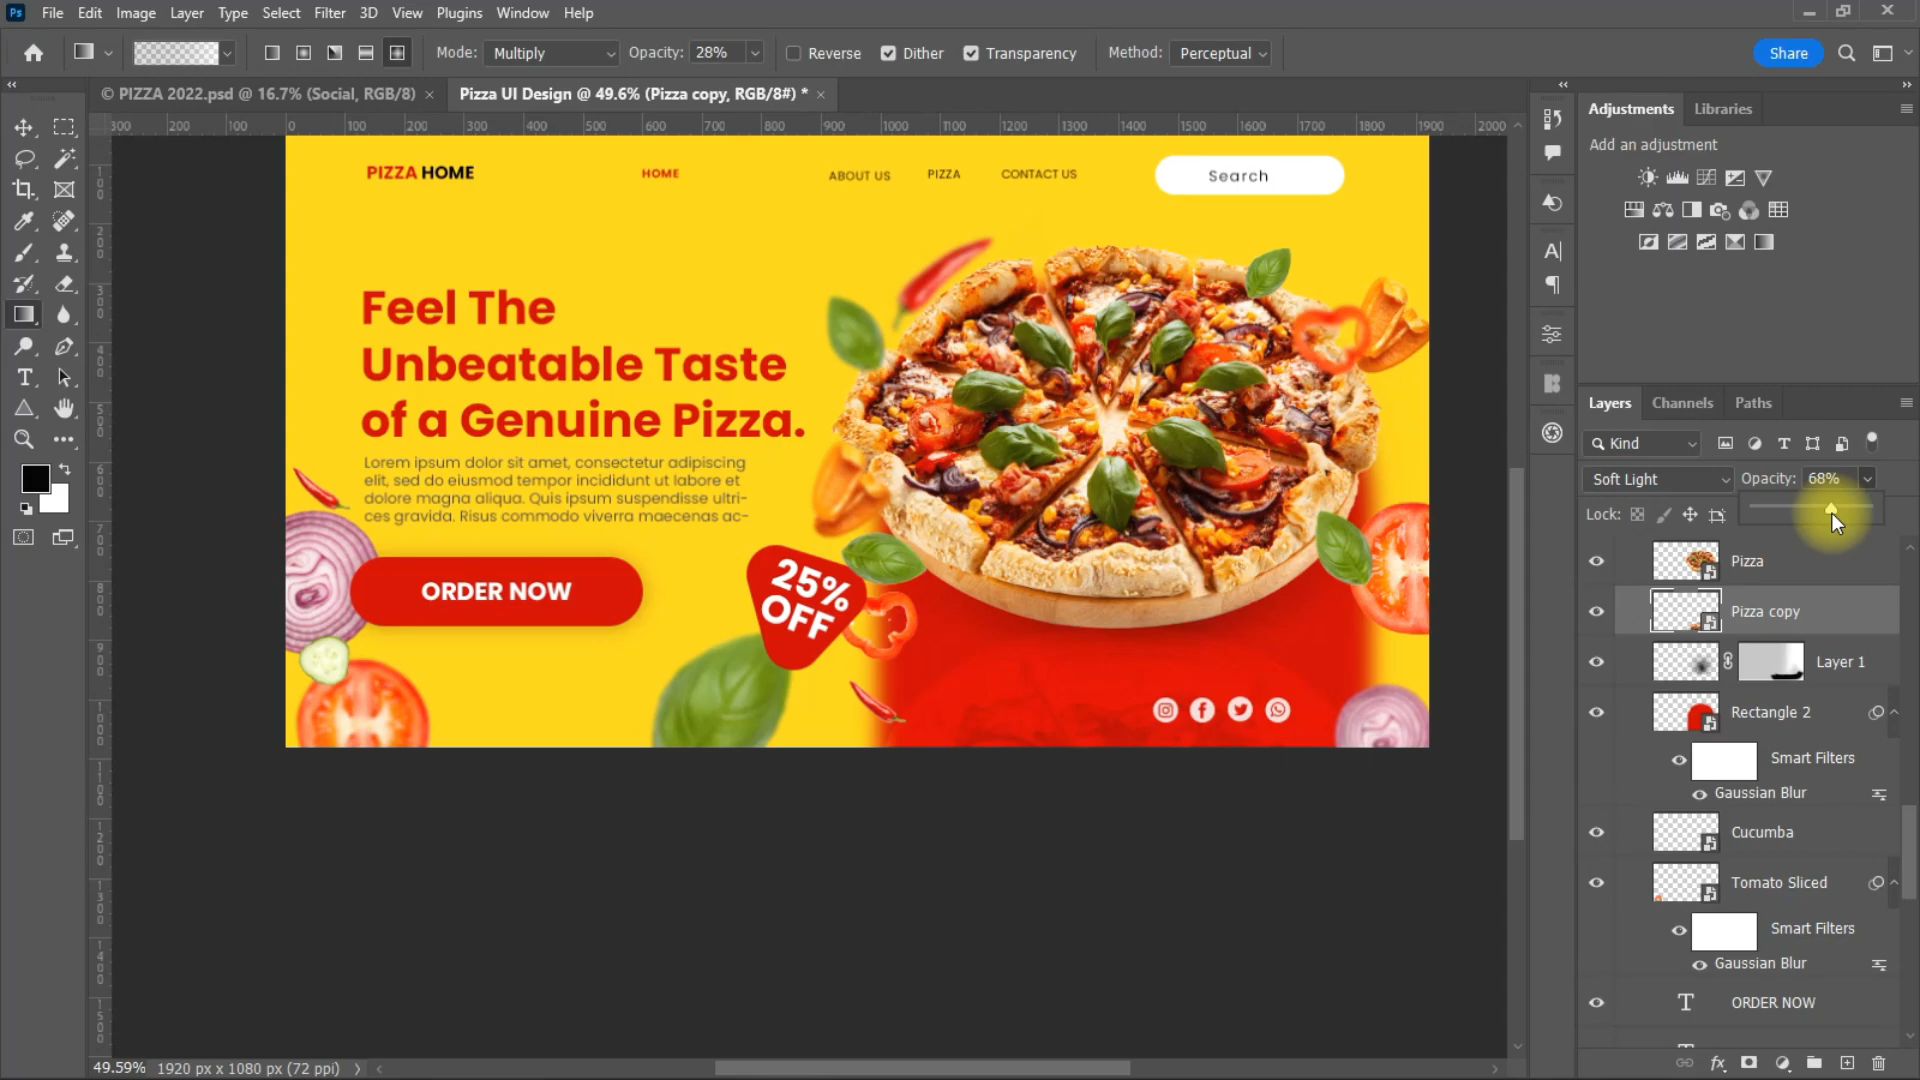 Ps File Edit Image Layer Type Select Filter 3D View Plugins Window Help
Mode: Multiply Opacity: 28% Reverse Dither Transparency Method: Perceptual Share
© PIZZA 2022.psd @ 16.7% (Social, RGB/8) × Pizza UI Design @ 49.6% (Pizza copy, RGB/8#) * ×
300 200 100 0 100 200 300 400 500 600 700 800 900 1000 1100 1200 1300 1400 1500 1600 1700 1800 1900 2000
PIZZA HOME
HOME
ABOUT US
PIZZA
CONTACT US
Search
Feel The
Unbeatable Taste
of a Genuine Pizza.
Lorem ipsum dolor sit amet, consectetur adipiscing
elit, sed do eiusmod tempor incididunt ut labore et
dolore magna aliqua. Quis ipsum suspendisse ultri-
ces gravida. Risus commodo viverra maecenas ac-
ORDER NOW
25%
OFF
Adjustments Libraries
Add an adjustment
Layers Channels Paths
Kind
Soft Light Opacity: 68%
Lock:
Pizza
Pizza copy
Layer 1
Rectangle 2
Smart Filters
Gaussian Blur
Cucumba
Tomato Sliced
Smart Filters
Gaussian Blur
ORDER NOW
49.59% 1920 px x 1080 px (72 ppi)